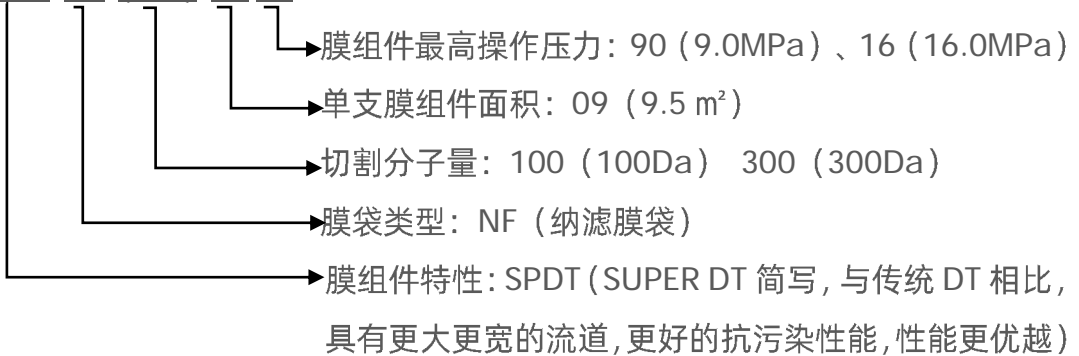 膜组件最高操作压力：90（9.0MPa）、16（16.0MPa）
单支膜组件面积：09（9.5 ㎡）
切割分子量：100（100Da） 300（300Da）
膜袋类型：NF（纳滤膜袋）
膜组件特性：SPDT（SUPER DT 简写，与传统 DT 相比，
具有更大更宽的流道，更好的抗污染性能，性能更优越）